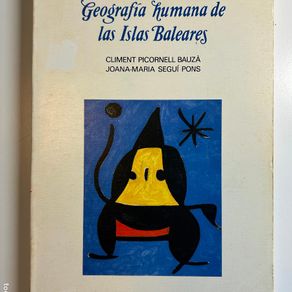 Geografía humana de
las Islas Baleares
CLIMENT PICORNELL BAUZÀ
JOANA-MARIA SEGUÍ PONS